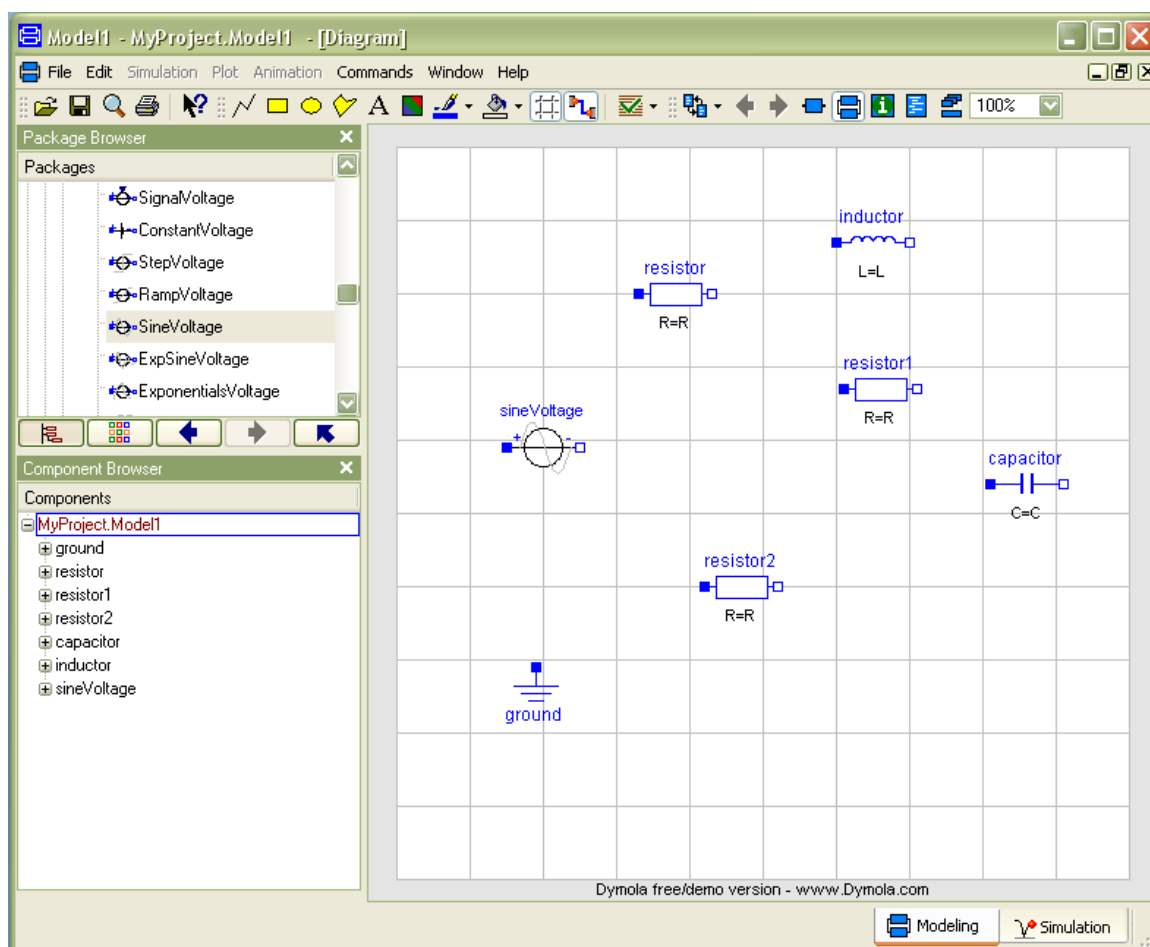 Model1 - MyProject.Model1 - [Diagram]
File Edit Simulation Plot Animation Commands Window Help
A
100%
Package Browser
Packages
SignalVoltage
ConstantVoltage
StepVoltage
RampVoltage
SineVoltage
ExpSineVoltage
ExponentialsVoltage
Component Browser
Components
MyProject.Model1
ground
resistor
resistor1
resistor2
capacitor
inductor
sineVoltage
inductor
L=L
resistor
R=R
resistor1
R=R
sineVoltage
+ -
capacitor
C=C
resistor2
R=R
ground
Dymola free/demo version - www.Dymola.com
Modeling
Simulation